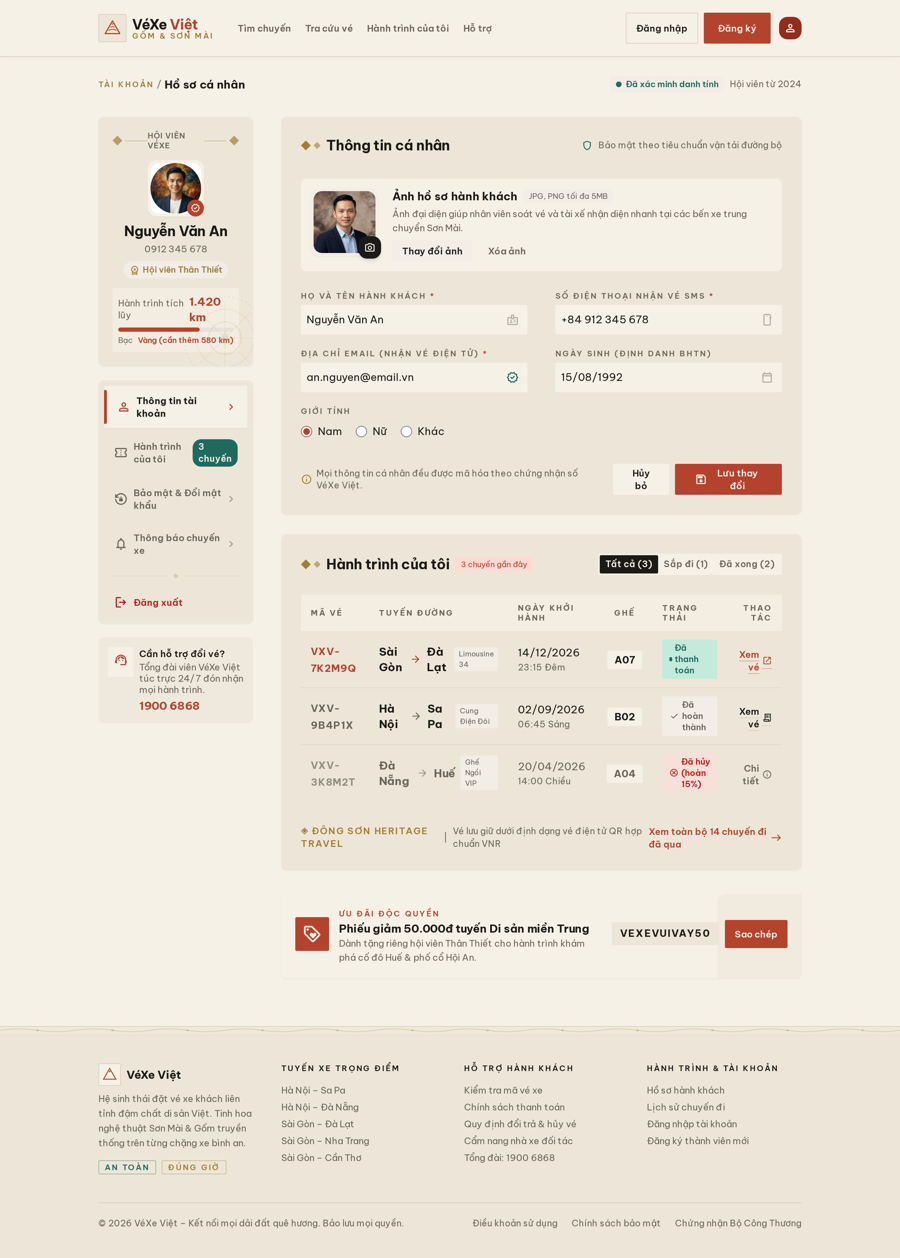 VéXe Việt
GỐM & SƠN MÀI
Tìm chuyến
Tra cứu vé
Hành trình của tôi
Hỗ trợ
Đăng nhập
Đăng ký
TÀI KHOẢN / Hồ sơ cá nhân
Đã xác minh danh tính
Hội viên từ 2024
HỘI VIÊN
VÉXE
Nguyễn Văn An
0912 345 678
Hội viên Thân Thiết
Hành trình tích
lũy
1.420
km
Bạc
Vàng (cần thêm 580 km)
Thông tin tài
khoản
Hành trình
của tôi
3
chuyến
Bảo mật & Đổi mật
khẩu
Thông báo chuyến
xe
Đăng xuất
Cần hỗ trợ đổi vé?
Tổng đài viên VéXe Việt
túc trực 24/7 đón nhận
mọi hành trình.
1900 6868
Thông tin cá nhân
Bảo mật theo tiêu chuẩn vận tải đường bộ
Ảnh hồ sơ hành khách
JPG, PNG tối đa 5MB
Ảnh đại diện giúp nhân viên soát vé và tài xế nhận diện nhanh tại các bến xe trung
chuyển Sơn Mài.
Thay đổi ảnh
Xóa ảnh
HỌ VÀ TÊN HÀNH KHÁCH *
Nguyễn Văn An
SỐ ĐIỆN THOẠI NHẬN VÉ SMS *
+84 912 345 678
ĐỊA CHỈ EMAIL (NHẬN VÉ ĐIỆN TỬ) *
an.nguyen@email.vn
NGÀY SINH (ĐỊNH DANH BHTN)
15/08/1992
GIỚI TÍNH
Nam
Nữ
Khác
Mọi thông tin cá nhân đều được mã hóa theo chứng nhận số
VéXe Việt.
Hủy
bỏ
Lưu thay
đổi
Hành trình của tôi
3 chuyến gần đây
Tất cả (3)
Sắp đi (1)
Đã xong (2)
MÃ VÉ
TUYẾN ĐƯỜNG
NGÀY KHỞI
HÀNH
GHẾ
TRẠNG
THÁI
THAO
TÁC
VXV-
7K2M9Q
Sài
Gòn
→
Đà
Lạt
Limousine
34
14/12/2026
23:15 Đêm
A07
Đã
thanh
toán
Xem
vé
VXV-
9B4P1X
Hà
Nội
→
Sa
Pa
Cung
Điện Đôi
02/09/2026
06:45 Sáng
B02
Đã
hoàn
thành
Xem
vé
VXV-
3K8M2T
Đà
Nẵng
→
Huế
Ghế
Ngồi
VIP
20/04/2026
14:00 Chiều
A04
Đã hủy
(hoàn
15%)
Chi
tiết
◈ ĐÔNG SƠN HERITAGE
TRAVEL
|
Vé lưu giữ dưới định dạng vé điện tử QR hợp
chuẩn VNR
Xem toàn bộ 14 chuyến đi
đã qua
→
ƯU ĐÃI ĐỘC QUYỀN
Phiếu giảm 50.000đ tuyến Di sản miền Trung
Dành tặng riêng hội viên Thân Thiết cho hành trình khám
phá cố đô Huế & phố cổ Hội An.
VEXEVUIVAY50
Sao chép
VéXe Việt
Hệ sinh thái đặt vé xe khách liên
tỉnh đậm chất di sản Việt. Tinh hoa
nghệ thuật Sơn Mài & Gốm truyền
thống trên từng chặng xe bình an.
AN TOÀN
ĐÚNG GIỜ
TUYẾN XE TRỌNG ĐIỂM
Hà Nội – Sa Pa
Hà Nội – Đà Nẵng
Sài Gòn – Đà Lạt
Sài Gòn – Nha Trang
Sài Gòn – Cần Thơ
HỖ TRỢ HÀNH KHÁCH
Kiểm tra mã vé xe
Chính sách thanh toán
Quy định đổi trả & hủy vé
Cẩm nang nhà xe đối tác
Tổng đài: 1900 6868
HÀNH TRÌNH & TÀI KHOẢN
Hồ sơ hành khách
Lịch sử chuyến đi
Đăng nhập tài khoản
Đăng ký thành viên mới
© 2026 VéXe Việt – Kết nối mọi dải đất quê hương. Bảo lưu mọi quyền.
Điều khoản sử dụng
Chính sách bảo mật
Chứng nhận Bộ Công Thương